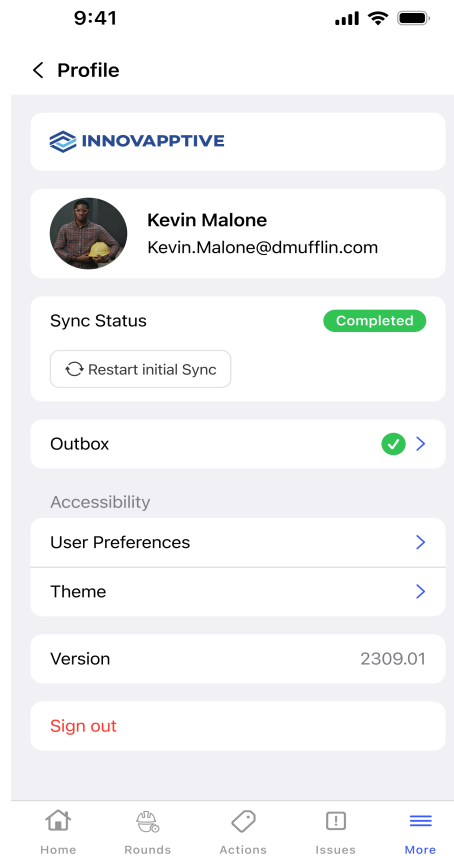 9:41
Profile
INNOVAPPTIVE
Kevin Malone
Kevin.Malone@dmufflin.com
Sync Status
Completed
Restart initial Sync
Outbox
Accessibility
User Preferences
Theme
Version 2309.01
Sign out
Home Rounds Actions Issues More